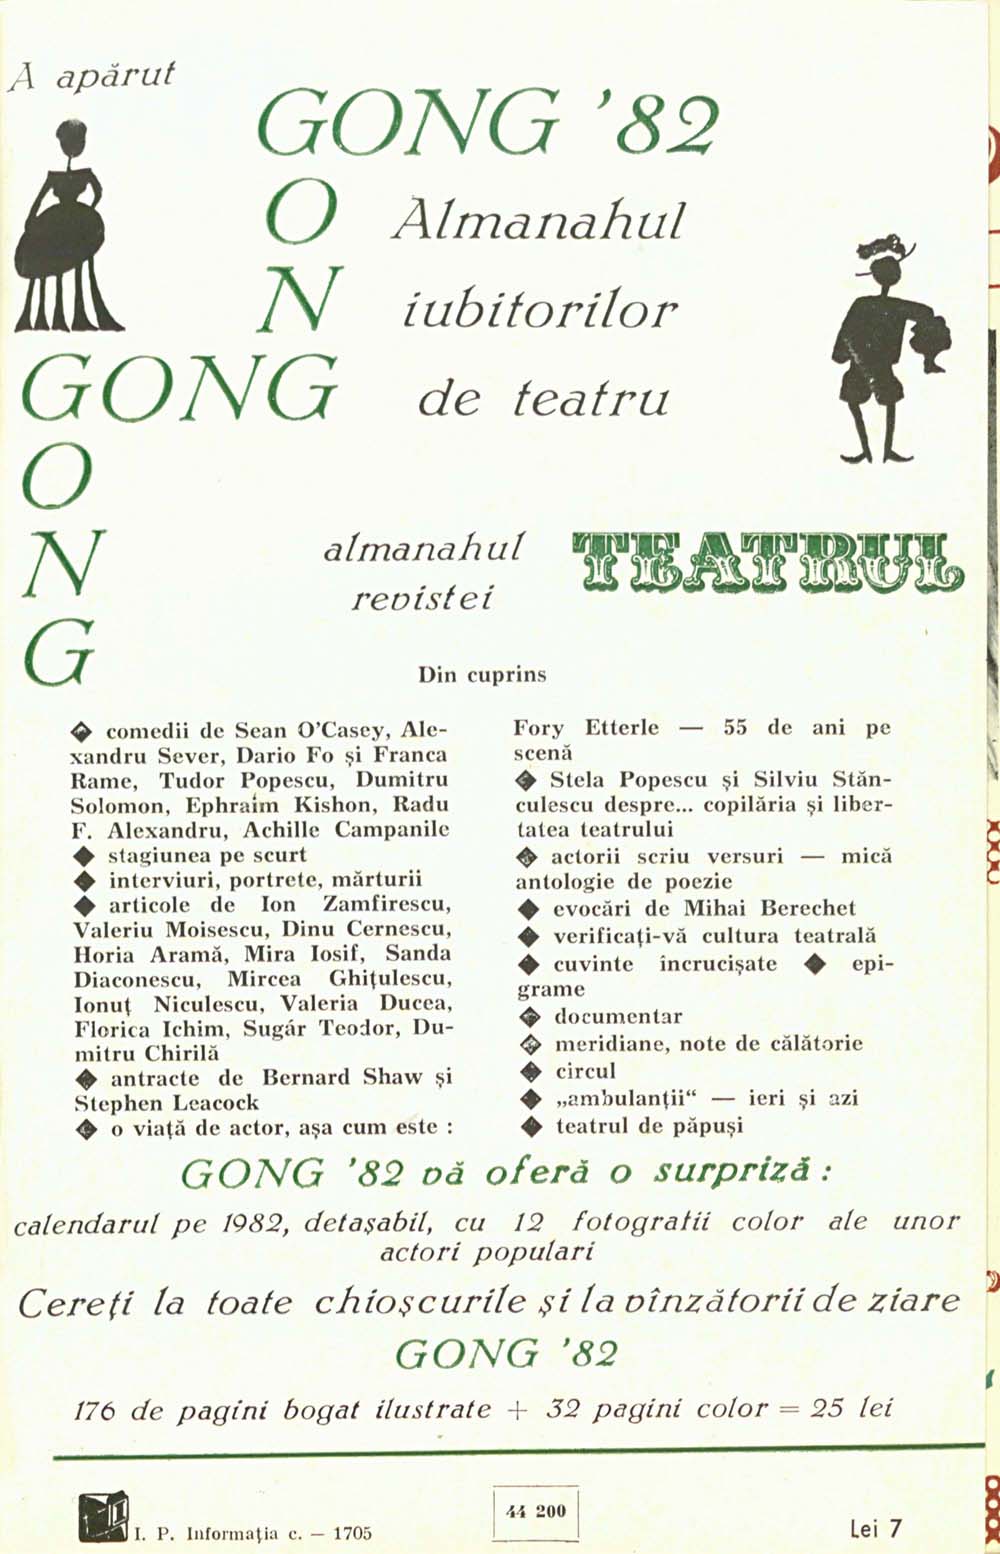 A apărut
GONG '82
O
N
GONG
O
N
G
Almanahul
iubitorilor
de teatru
almanahul
revistei
TEATRUL
Din cuprins
◆ comedii de Sean O'Casey, Ale-
xandru Sever, Dario Fo și Franca
Rame, Tudor Popescu, Dumitru
Solomon, Ephraim Kishon, Radu
F. Alexandru, Achille Campanile
◆ stagiunea pe scurt
◆ interviuri, portrete, mărturii
◆ articole de Ion Zamfirescu,
Valeriu Moisescu, Dinu Cernescu,
Horia Aramă, Mira Iosif, Sanda
Diaconescu, Mircea Ghițulescu,
Ionuț Niculescu, Valeria Ducea,
Florica Ichim, Sugár Teodor, Du-
mitru Chirilă
◆ antracte de Bernard Shaw și
Stephen Leacock
◆ o viață de actor, așa cum este :
Fory Etterle — 55 de ani pe
scenă
◆ Stela Popescu și Silviu Stăn-
culescu despre... copilăria și liber-
tatea teatrului
◆ actorii scriu versuri — mică
antologie de poezie
◆ evocări de Mihai Berechet
◆ verificați-vă cultura teatrală
◆ cuvinte încrucișate ◆ epi-
grame
◆ documentar
◆ meridiane, note de călătorie
◆ circul
◆ „ambulanții“ — ieri și azi
◆ teatrul de păpuși
GONG '82 vă oferă o surpriză :
calendarul pe 1982, detașabil, cu 12 fotografii color ale unor
actori populari
Cereți la toate chioșcurile și la vînzătorii de ziare
GONG '82
176 de pagini bogat ilustrate + 32 pagini color = 25 lei
I. P. Informația c. — 1705
44 200
Lei 7